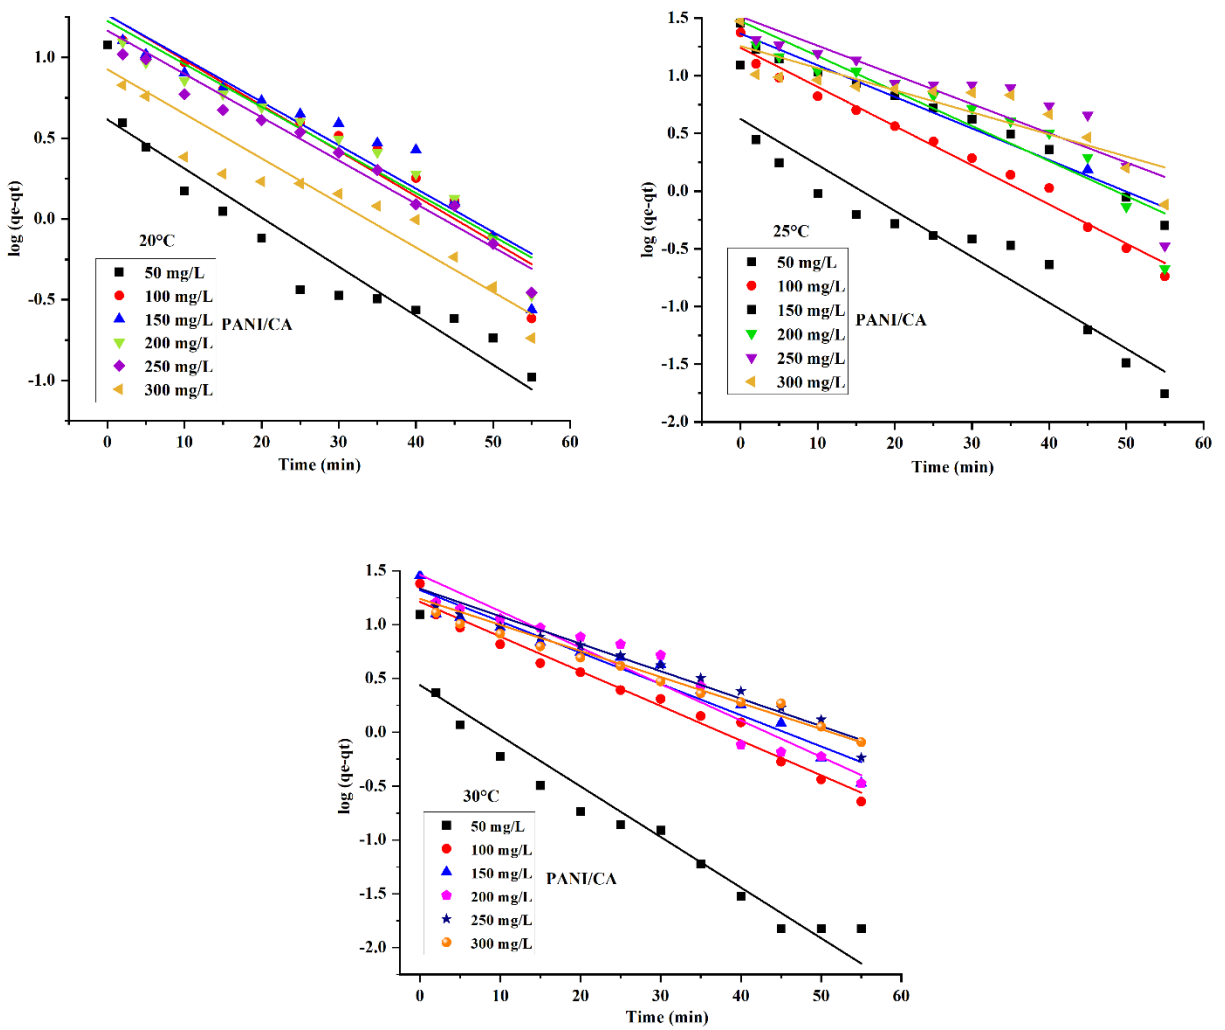 1.0
0.5
0.0
-0.5
-1.0
log (qe-qt)
20°C
50 mg/L
100 mg/L
150 mg/L
200 mg/L
250 mg/L
300 mg/L
PANI/CA
0
10
20
30
40
50
60
Time (min)
1.5
1.0
0.5
0.0
-0.5
-1.0
-1.5
-2.0
log (qe-qt)
25°C
50 mg/L
100 mg/L
150 mg/L
200 mg/L
250 mg/L
300 mg/L
PANI/CA
0
10
20
30
40
50
60
Time (min)
1.5
1.0
0.5
0.0
-0.5
-1.0
-1.5
-2.0
log (qe-qt)
30°C
50 mg/L
100 mg/L
150 mg/L
200 mg/L
250 mg/L
300 mg/L
PANI/CA
0
10
20
30
40
50
60
Time (min)